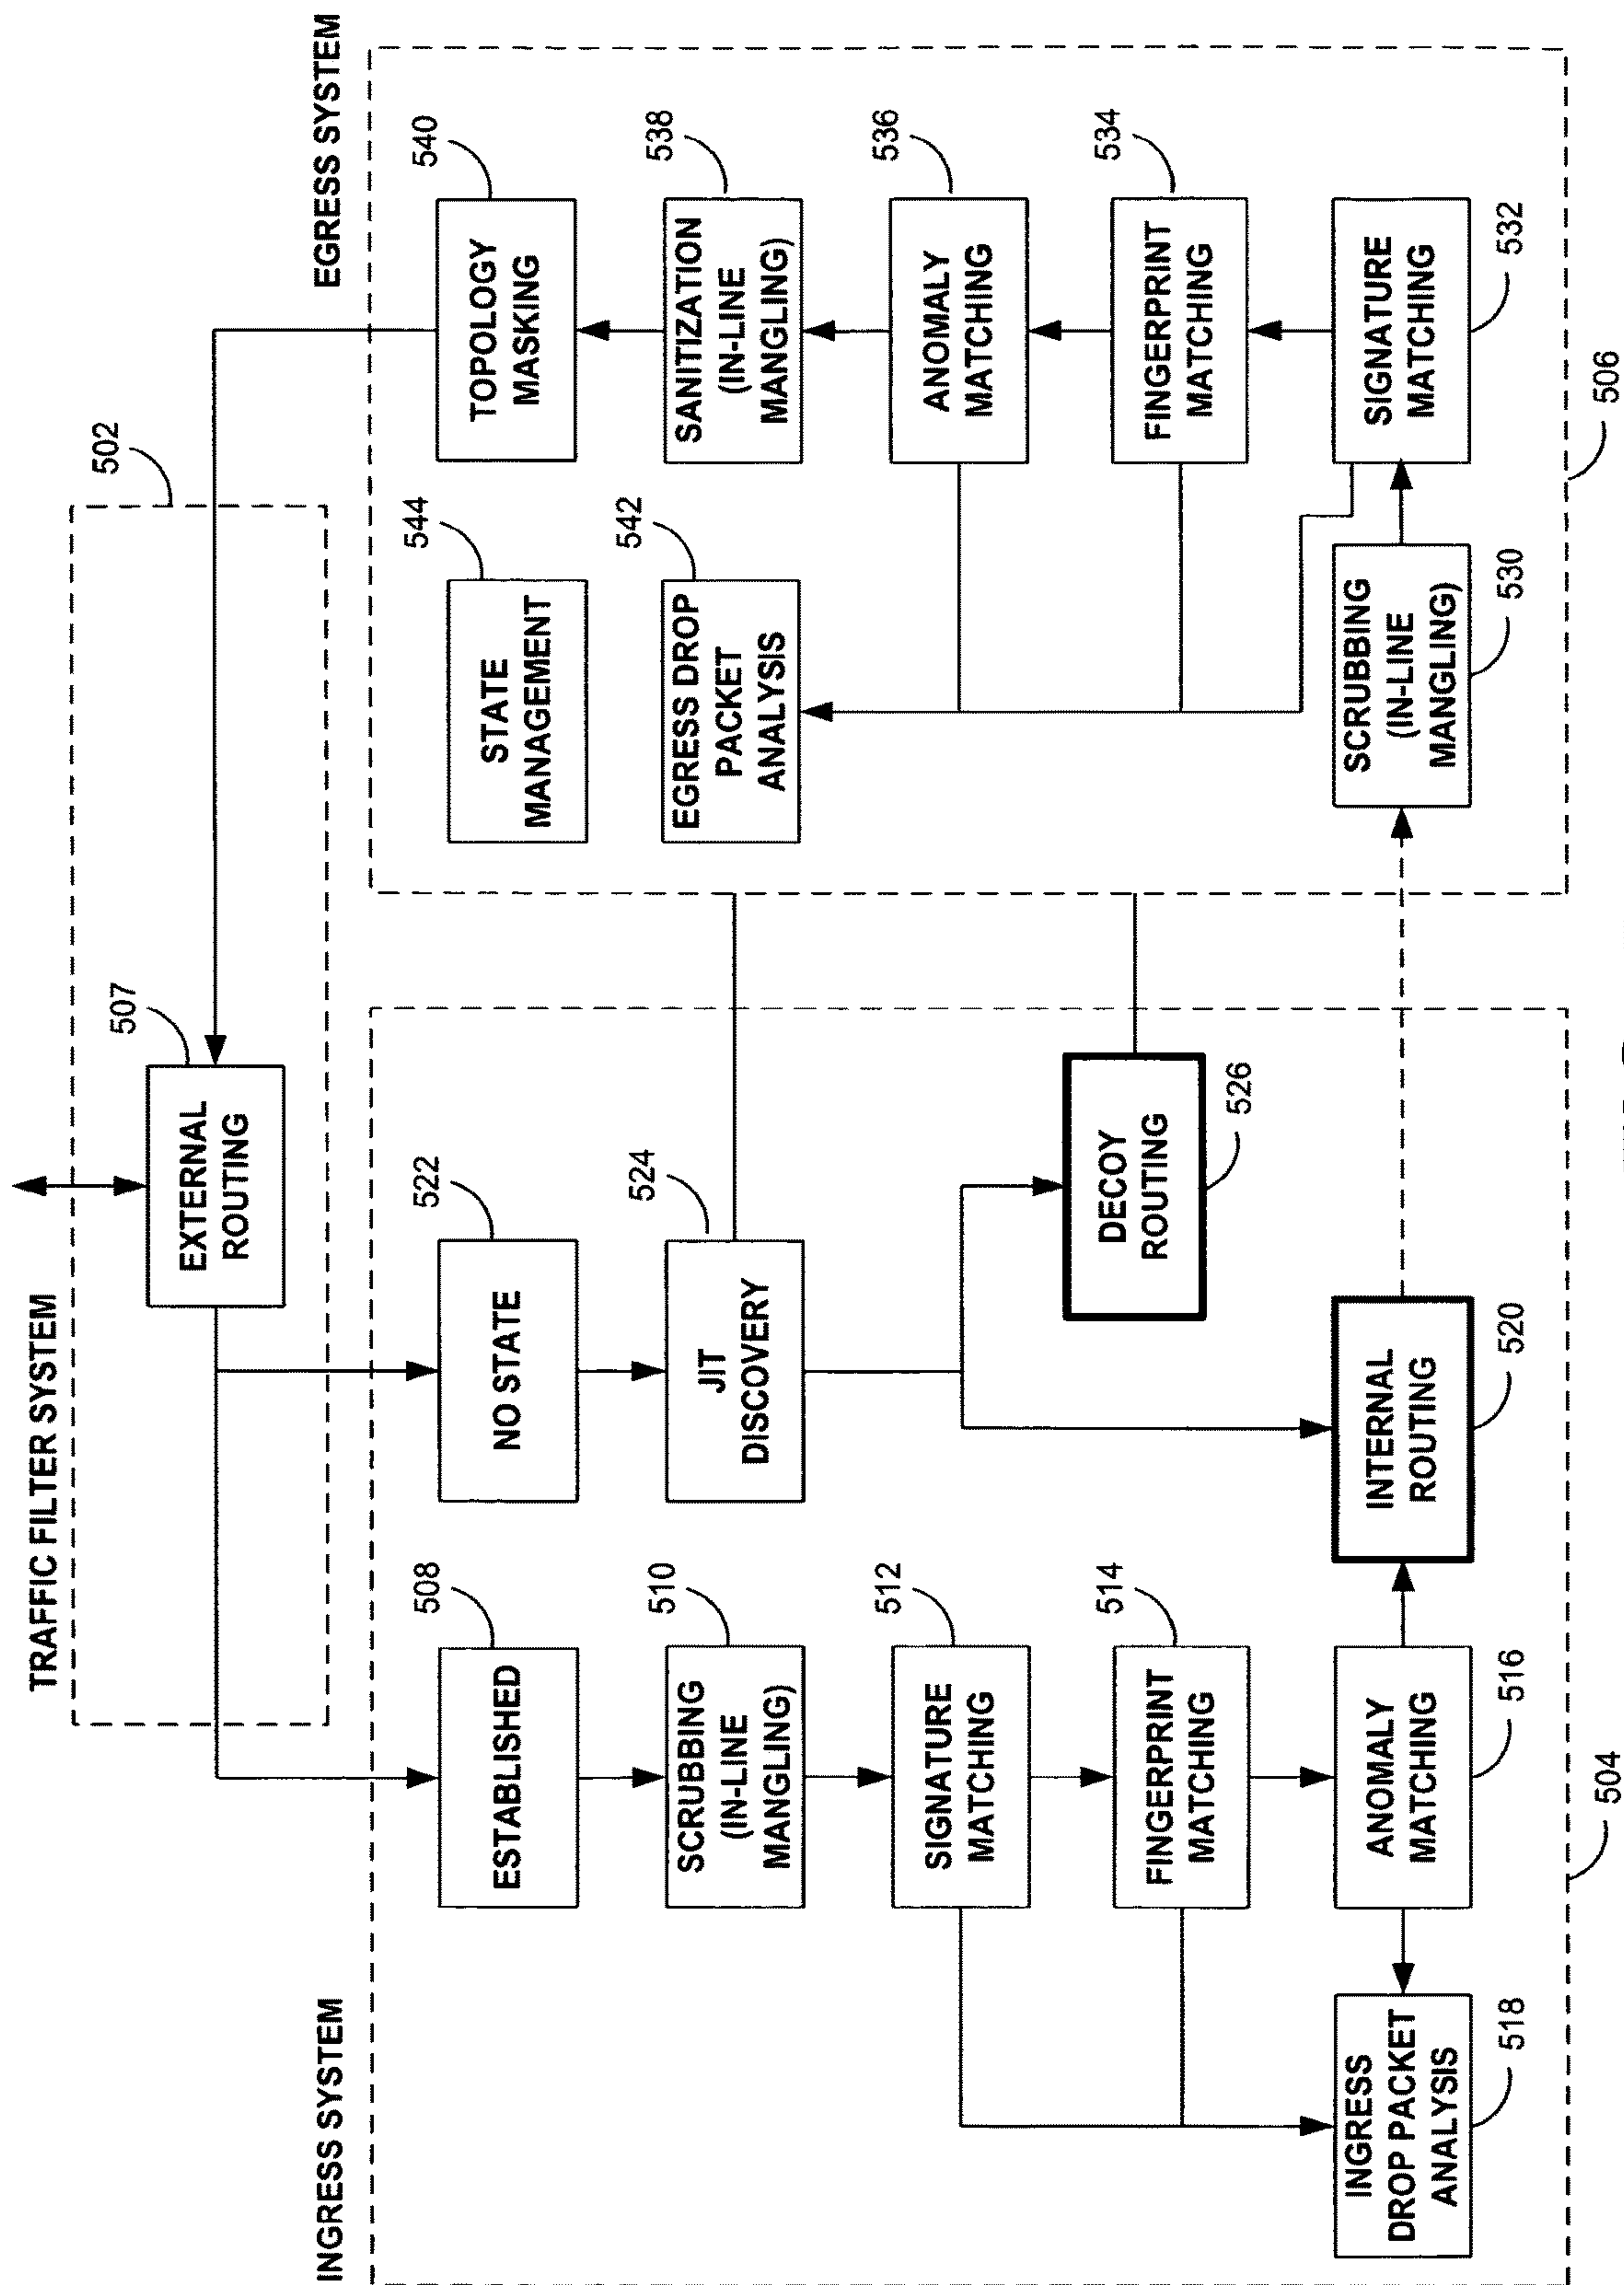 TRAFFIC FILTER SYSTEM
502
507
EXTERNAL
ROUTING
INGRESS SYSTEM
EGRESS SYSTEM
508
ESTABLISHED
522
NO STATE
544
STATE
MANAGEMENT
540
TOPOLOGY
MASKING
510
SCRUBBING
(IN-LINE
MANGLING)
524
JIT
DISCOVERY
542
EGRESS DROP
PACKET
ANALYSIS
538
SANITIZATION
(IN-LINE
MANGLING)
512
SIGNATURE
MATCHING
536
ANOMALY
MATCHING
514
FINGERPRINT
MATCHING
DECOY
ROUTING
526
534
FINGERPRINT
MATCHING
INGRESS
DROP PACKET
ANALYSIS
518
ANOMALY
MATCHING
516
INTERNAL
ROUTING
520
SCRUBBING
(IN-LINE
MANGLING)
530
SIGNATURE
MATCHING
532
504
506